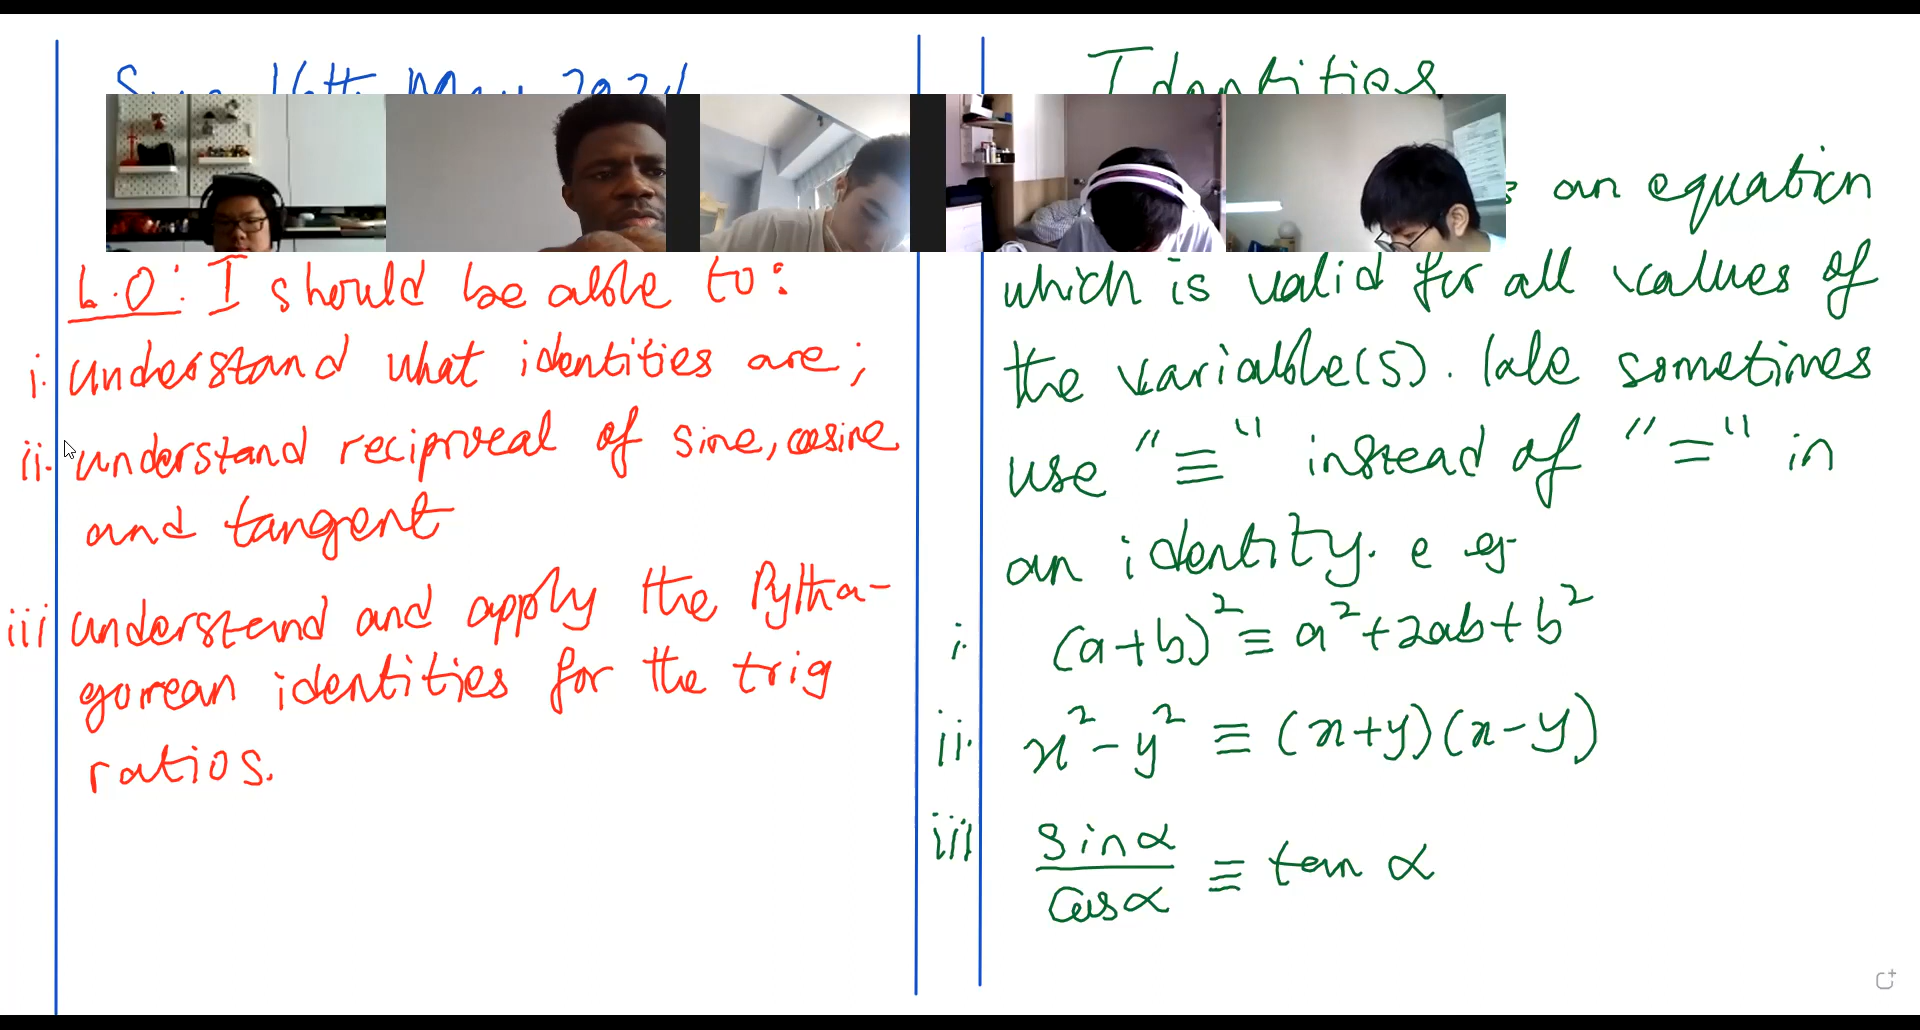 16th May 2021
L.O: I should be able to:
i. understand what identities are;
ii. understand reciprocal of sine, cosine
and tangent
iii understand and apply the Pytha-
gorean identities for the trig
ratios.
Identities
an equation
which is valid for all values of
the variable(s). We sometimes
use "≡" instead of "=" in
an identity. e g
i. (a+b)² ≡ a²+2ab+b²
ii. x² - y² ≡ (x+y)(x-y)
iii sinα/cosα ≡ tan α